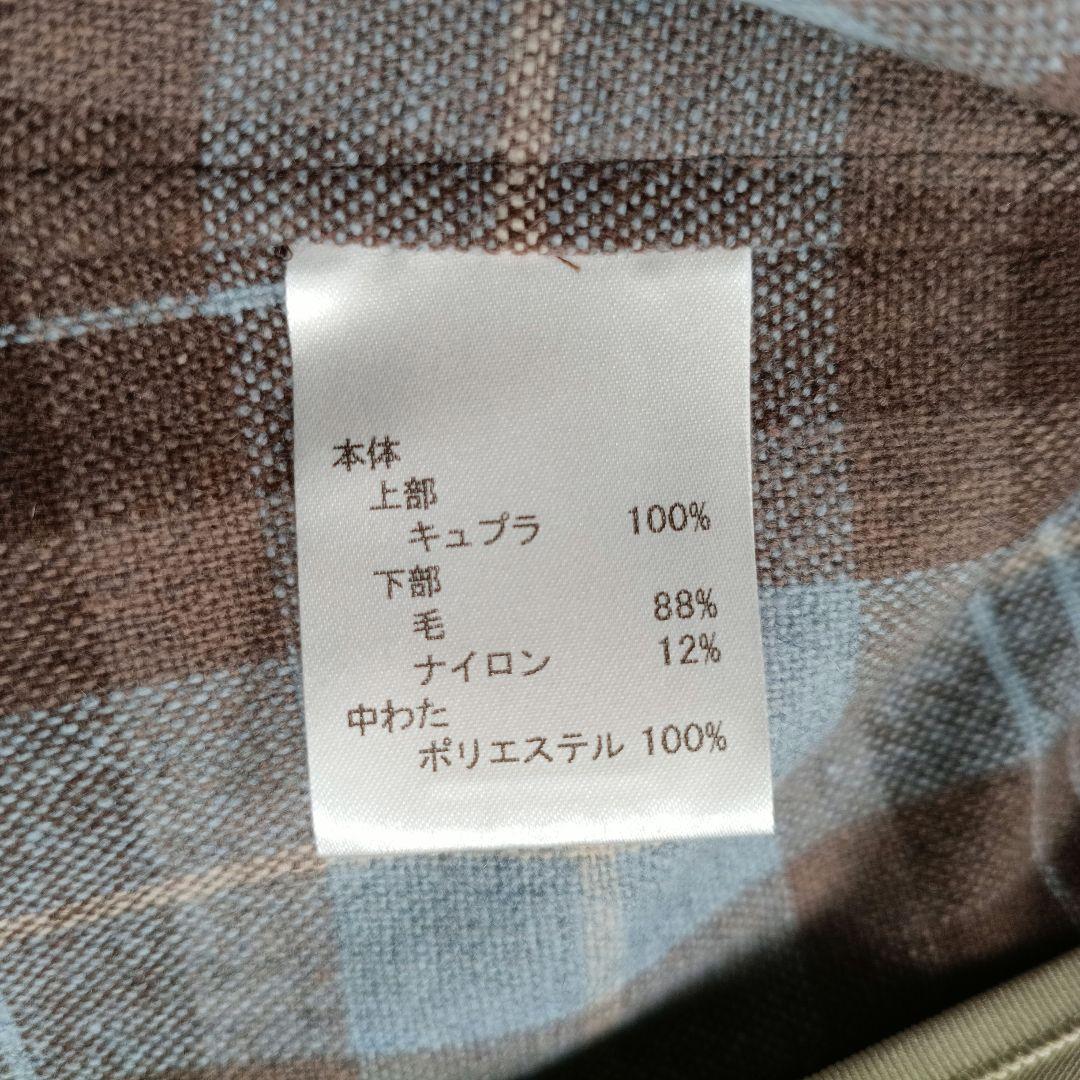 本体
上部
キュプラ 100%
下部
毛 88%
ナイロン 12%
中わた
ポリエステル 100%